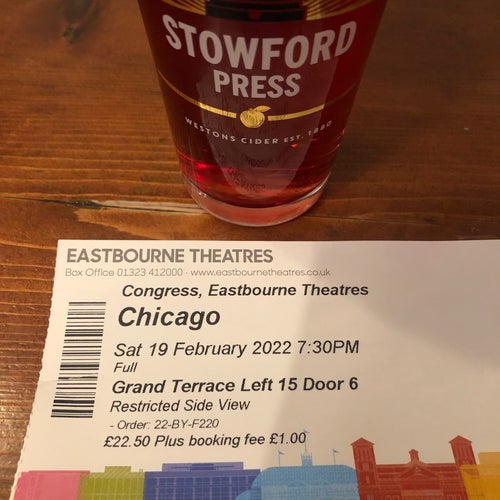 STOWFORD
PRESS
WESTONS CIDER EST. 1880
EASTBOURNE THEATRES
Box Office 01323 412000 - www.eastbournetheatres.co.uk
Congress, Eastbourne Theatres
Chicago
Sat 19 February 2022 7:30PM
Full
Grand Terrace Left 15 Door 6
Restricted Side View
- Order: 22-BY-F220
£22.50 Plus booking fee £1.00